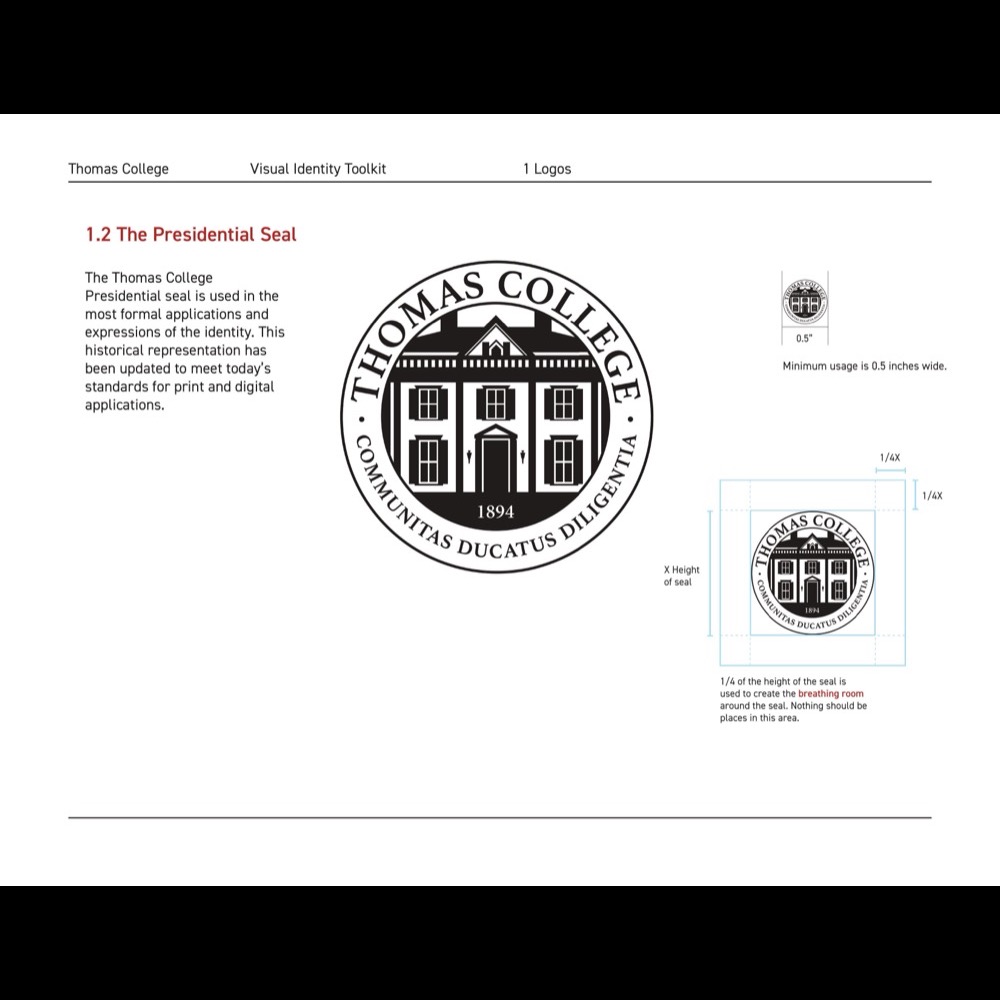 Thomas College
Visual Identity Toolkit
1 Logos
1.2 The Presidential Seal
The Thomas College
Presidential seal is used in the
most formal applications and
expressions of the identity. This
historical representation has
been updated to meet today's
standards for print and digital
applications.
THOMAS COLLEGE
1894
· COMMUNITAS DUCATUS DILIGENTIA ·
THOMAS COLLEGE
0.5"
Minimum usage is 0.5 inches wide.
1/4X
1/4X
X Height
of seal
THOMAS COLLEGE
1894
· COMMUNITAS DUCATUS DILIGENTIA ·
1/4 of the height of the seal is
used to create the breathing room
around the seal. Nothing should be
places in this area.